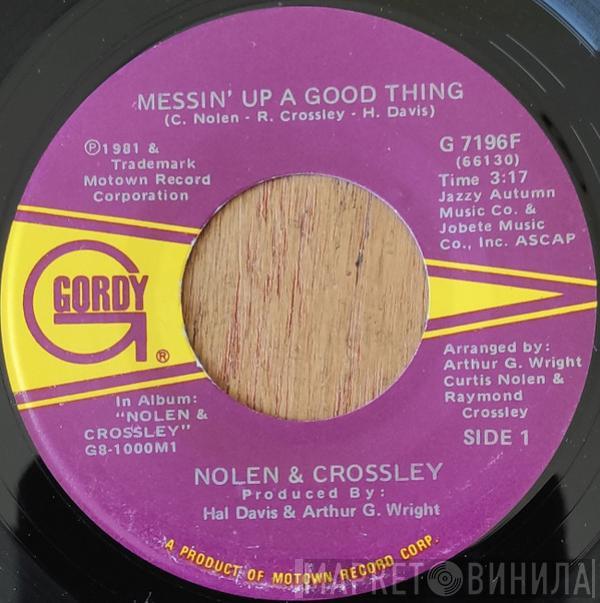 MESSIN' UP A GOOD THING
(C. Nolen - R. Crossley - H. Davis)
℗1981 &
Trademark
Motown Record
Corporation
G 7196F
(66130)
Time 3:17
Jazzy Autumn
Music Co. &
Jobete Music
Co., Inc. ASCAP
GORDY
®
In Album:
"NOLEN &
CROSSLEY"
G8-1000M1
Arranged by:
Arthur G. Wright
Curtis Nolen &
Raymond
Crossley
SIDE 1
NOLEN & CROSSLEY
Produced By:
Hal Davis & Arthur G. Wright
A PRODUCT OF MOTOWN RECORD CORP.
МАРКЕТ ВИНИЛА